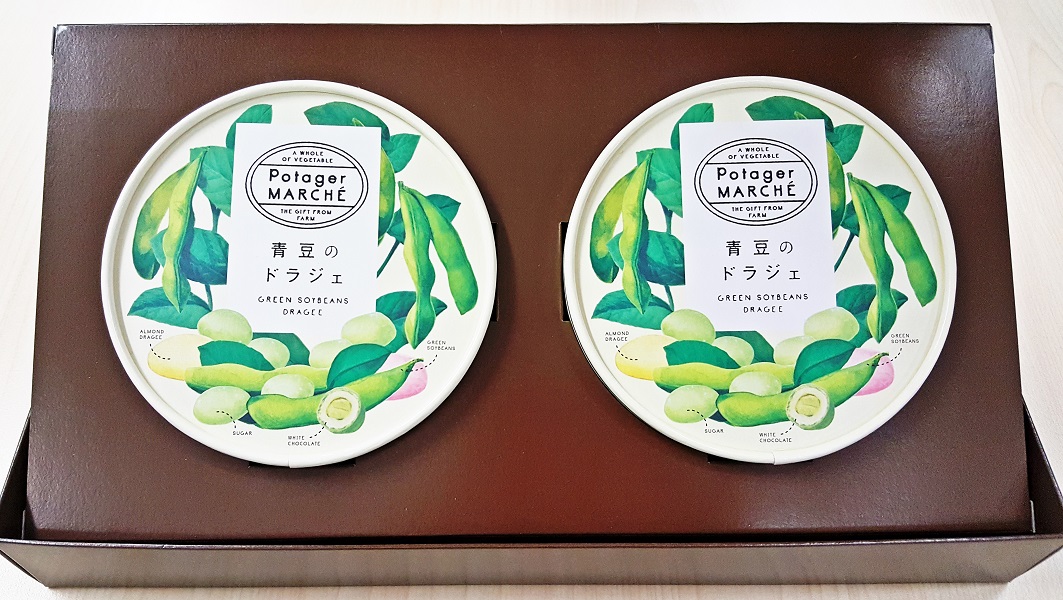 A WHOLE
OF VEGETABLE
Potager
MARCHÉ
THE GIFT FROM
FARM
青豆の
ドラジェ
GREEN SOYBEANS
DRAGEE
ALMOND
DRAGEE
GREEN
SOYBEANS
SUGAR
WHITE
CHOCOLATE
A WHOLE
OF VEGETABLE
Potager
MARCHÉ
THE GIFT FROM
FARM
青豆の
ドラジェ
GREEN SOYBEANS
DRAGEE
ALMOND
DRAGEE
GREEN
SOYBEANS
SUGAR
WHITE
CHOCOLATE